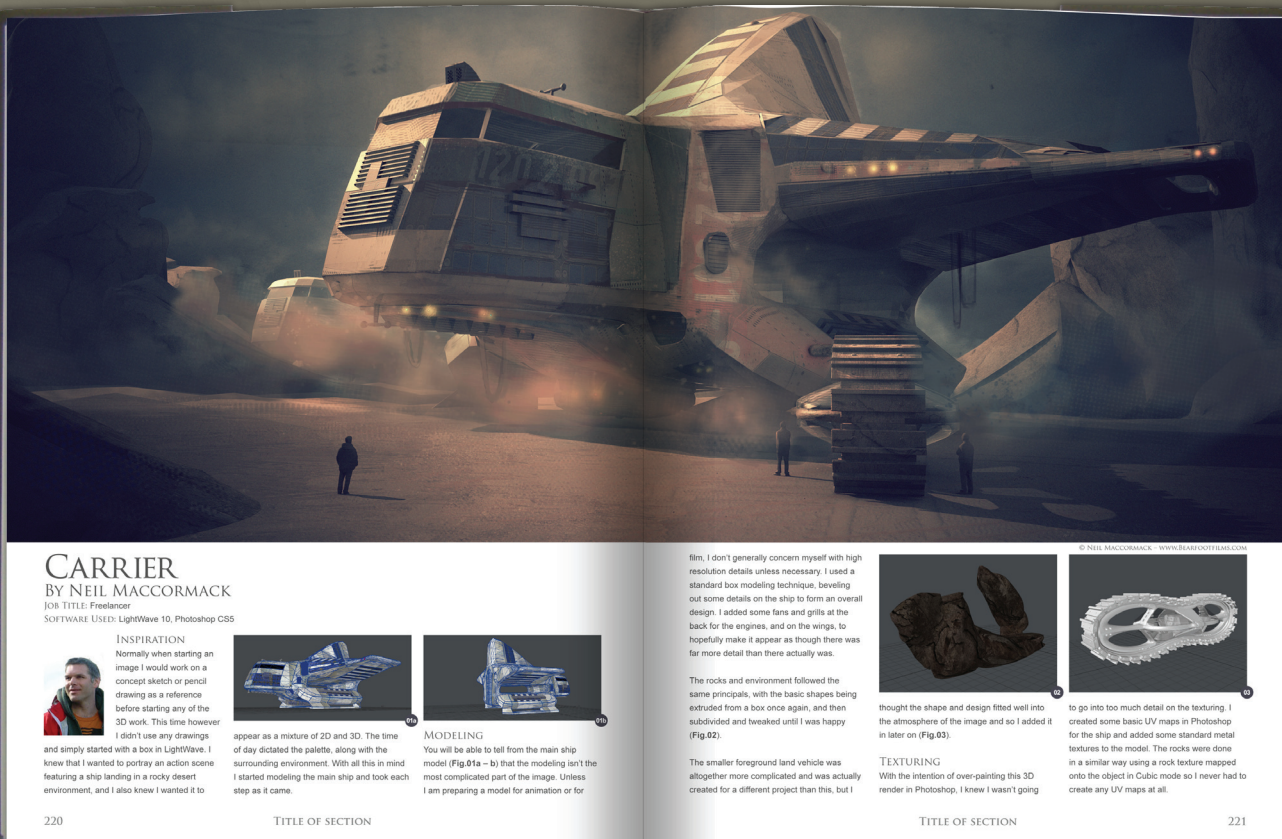 120 2
© Neil Maccormack - www.Bearfootfilms.com
Carrier
By Neil Maccormack
Job Title: Freelancer
Software Used: LightWave 10, Photoshop CS5
Inspiration
Normally when starting an
image I would work on a
concept sketch or pencil
drawing as a reference
before starting any of the
3D work. This time however
I didn't use any drawings
and simply started with a box in LightWave. I
knew that I wanted to portray an action scene
featuring a ship landing in a rocky desert
environment, and I also knew I wanted it to
01a
appear as a mixture of 2D and 3D. The time
of day dictated the palette, along with the
surrounding environment. With all this in mind
I started modeling the main ship and took each
step as it came.
01b
Modeling
You will be able to tell from the main ship
model (Fig.01a – b) that the modeling isn't the
most complicated part of the image. Unless
I am preparing a model for animation or for
220
Title of section
film, I don't generally concern myself with high
resolution details unless necessary. I used a
standard box modeling technique, beveling
out some details on the ship to form an overall
design. I added some fans and grills at the
back for the engines, and on the wings, to
hopefully make it appear as though there was
far more detail than there actually was.
The rocks and environment followed the
same principals, with the basic shapes being
extruded from a box once again, and then
subdivided and tweaked until I was happy
(Fig.02).
The smaller foreground land vehicle was
altogether more complicated and was actually
created for a different project than this, but I
02
thought the shape and design fitted well into
the atmosphere of the image and so I added it
in later on (Fig.03).
Texturing
With the intention of over-painting this 3D
render in Photoshop, I knew I wasn't going
03
to go into too much detail on the texturing. I
created some basic UV maps in Photoshop
for the ship and added some standard metal
textures to the model. The rocks were done
in a similar way using a rock texture mapped
onto the object in Cubic mode so I never had to
create any UV maps at all.
Title of section
221